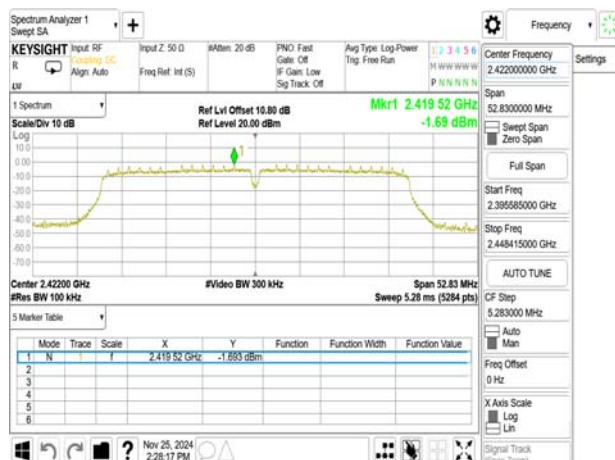 Spectrum Analyzer 1
Swept SA
+
Frequency
KEYSIGHT
Input: RF
Coupling: DC
Align: Auto
Input Z: 50 Ω
Freq Ref: Int (S)
#Atten: 20 dB
PNO: Fast
Gate: Off
IF Gain: Low
Sig Track: Off
Avg Type: Log-Power
Trig: Free Run
1 2 3 4 5 6
M W W W W W
P N N N N N
R
1 Spectrum
Scale/Div 10 dB
Ref Lvl Offset 10.80 dB
Ref Level 20.00 dBm
Mkr1 2.419 52 GHz
-1.69 dBm
Log
10.0
0.00
-10.0
-20.0
-30.0
-40.0
-50.0
-60.0
-70.0
1
Center 2.42200 GHz
#Res BW 100 kHz
#Video BW 300 kHz
Span 52.83 MHz
Sweep 5.28 ms (5284 pts)
5 Marker Table
Mode Trace Scale X Y Function Function Width Function Value
1 N 1 f 2.419 52 GHz -1.693 dBm
2
3
4
5
6
?
Nov 25, 2024
2:28:17 PM
Center Frequency
2.422000000 GHz
Settings
Span
52.8300000 MHz
Swept Span
Zero Span
Full Span
Start Freq
2.395585000 GHz
Stop Freq
2.448415000 GHz
AUTO TUNE
CF Step
5.283000 MHz
Auto
Man
Freq Offset
0 Hz
X Axis Scale
Log
Lin
Signal Track